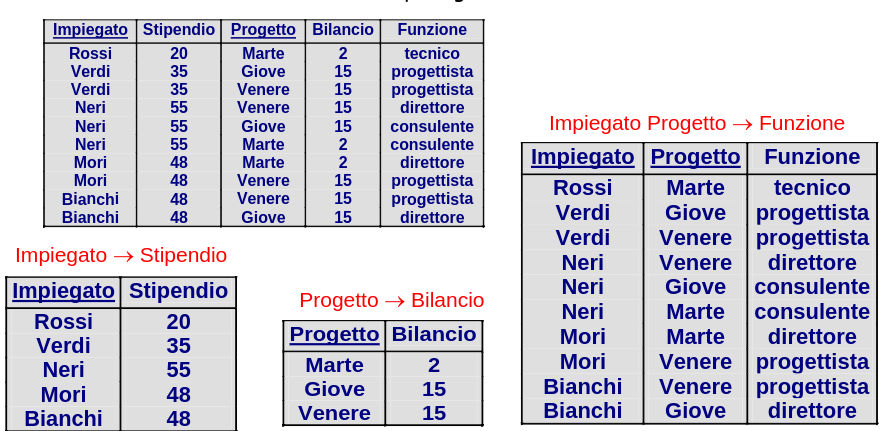 Impiegato Stipendio Progetto Bilancio Funzione
Rossi 20 Marte 2 tecnico
Verdi 35 Giove 15 progettista
Verdi 35 Venere 15 progettista
Neri 55 Venere 15 direttore
Neri 55 Giove 15 consulente
Neri 55 Marte 2 consulente
Mori 48 Marte 2 direttore
Mori 48 Venere 15 progettista
Bianchi 48 Venere 15 progettista
Bianchi 48 Giove 15 direttore
Impiegato → Stipendio
Impiegato Stipendio
Rossi 20
Verdi 35
Neri 55
Mori 48
Bianchi 48
Progetto → Bilancio
Progetto Bilancio
Marte 2
Giove 15
Venere 15
Impiegato Progetto → Funzione
Impiegato Progetto Funzione
Rossi Marte tecnico
Verdi Giove progettista
Verdi Venere progettista
Neri Venere direttore
Neri Giove consulente
Neri Marte consulente
Mori Marte direttore
Mori Venere progettista
Bianchi Venere progettista
Bianchi Giove direttore